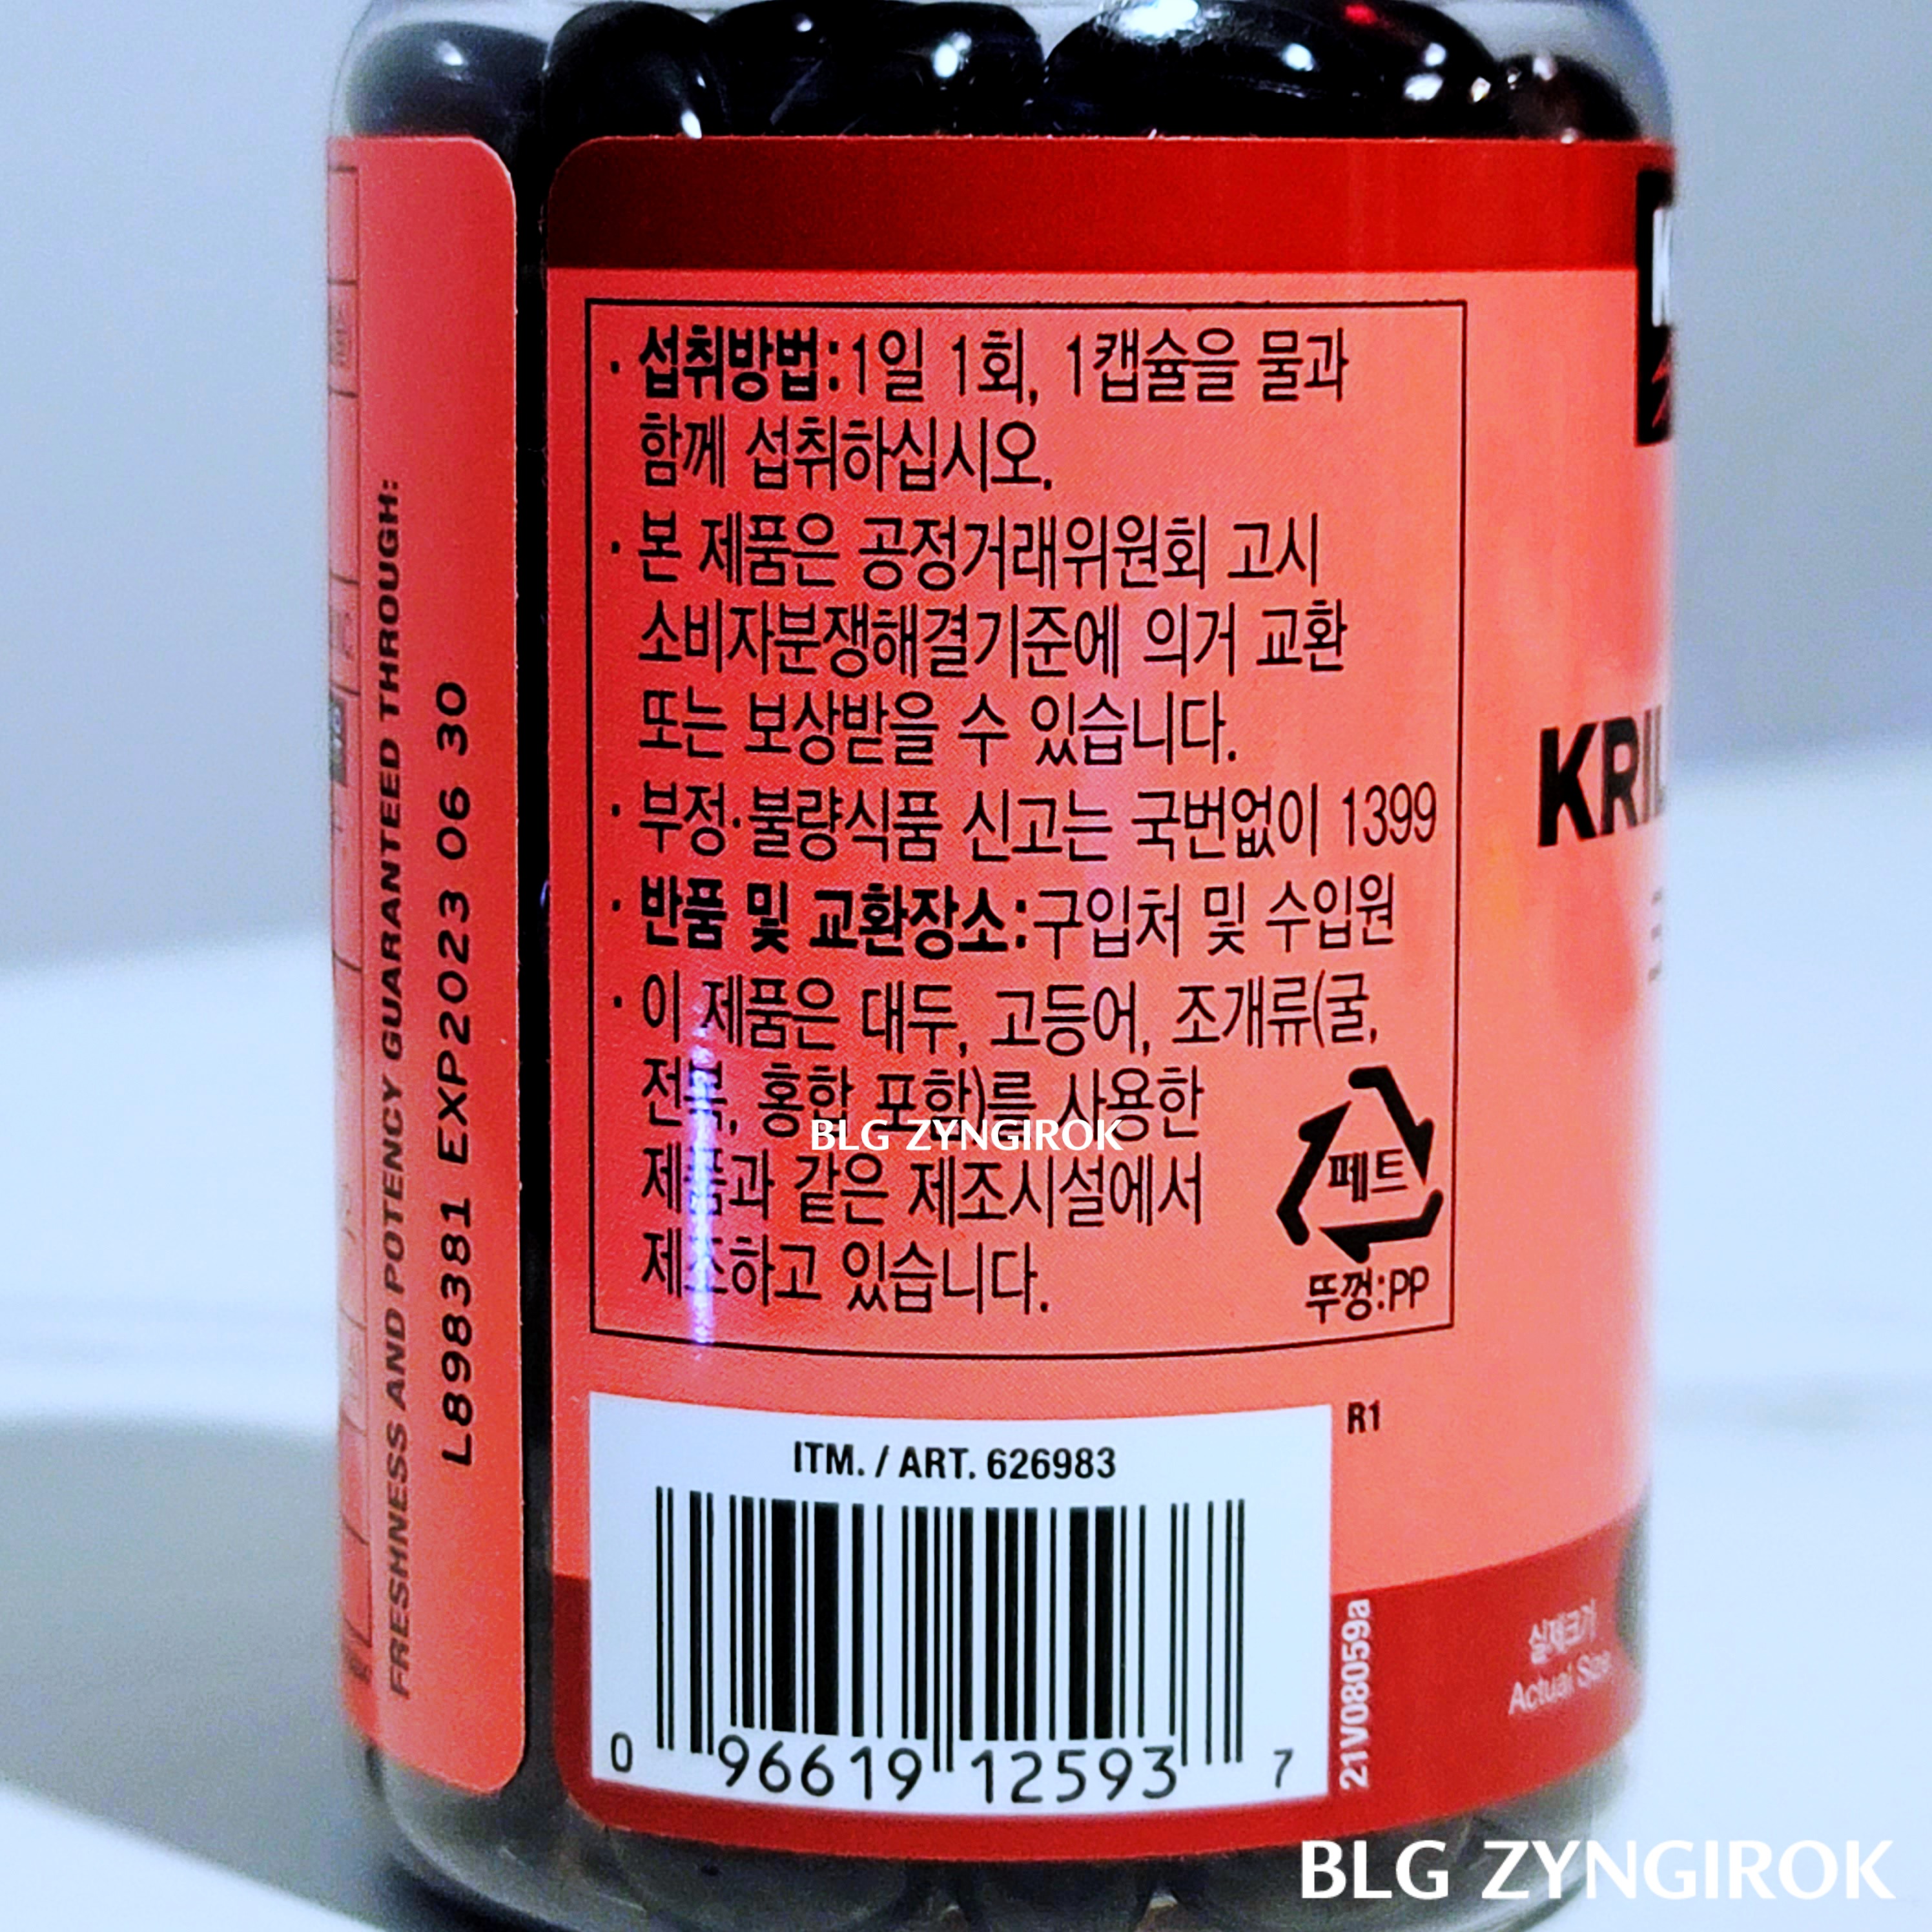 FRESHNESS AND POTENCY GUARANTEED THROUGH:
L898381 EXP2023 06 30
· 섭취방법:1일 1회, 1캡슐을 물과
함께 섭취하십시오.
· 본 제품은 공정거래위원회 고시
소비자분쟁해결기준에 의거 교환
또는 보상받을 수 있습니다.
· 부정·불량식품 신고는 국번없이 1399
· 반품 및 교환장소:구입처 및 수입원
· 이 제품은 대두, 고등어, 조개류(굴,
전복, 홍합 포함)를 사용한
제품과 같은 제조시설에서
제조하고 있습니다.
페트
뚜껑:PP
BLG ZYNGIROK
R1
ITM. / ART. 626983
0 96619 12593 7
21V08059a
실제크기
Actual Size
BLG ZYNGIROK